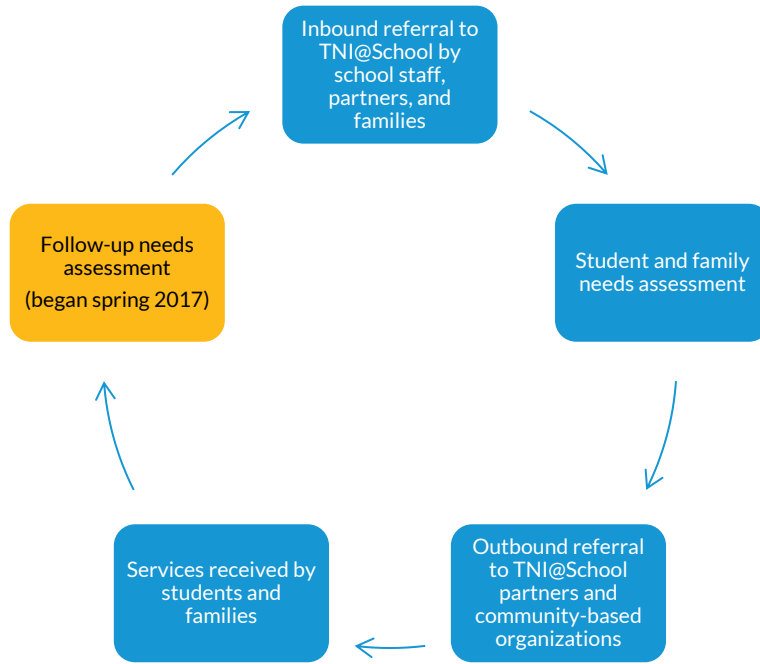 Inbound referral to
TNI@School by
school staff,
partners, and
families
Student and family
needs assessment
Outbound referral
to TNI@School
partners and
community-based
organizations
Services received by
students and
families
Follow-up needs
assessment
(began spring 2017)